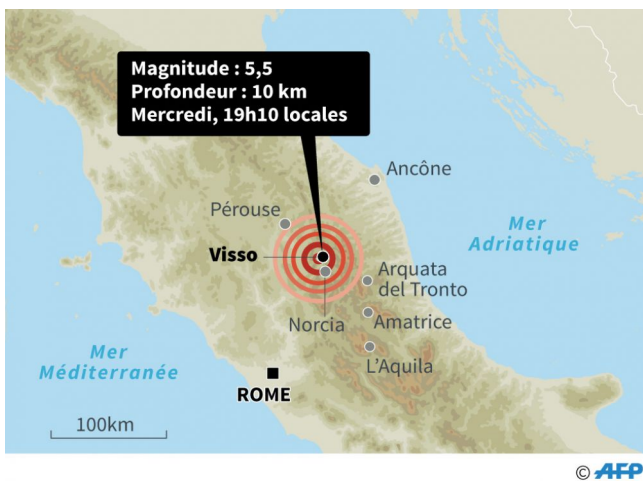 Magnitude : 5,5
Profondeur : 10 km
Mercredi, 19h10 locales
Ancône
Pérouse
Mer
Adriatique
Visso
Arquata
del Tronto
Norcia
Amatrice
Mer
Méditerranée
L'Aquila
ROME
100km
© AFP